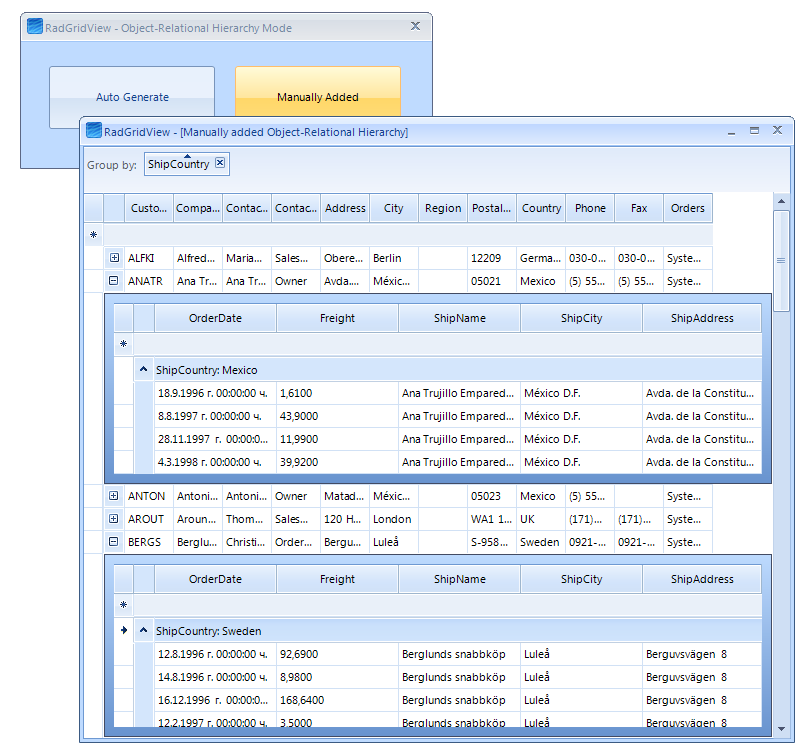 RadGridView - Object-Relational Hierarchy Mode
Auto Generate Manually Added
RadGridView - [Manually added Object-Relational Hierarchy]
Group by: ShipCountry
Custo... Compa... Contac... Contac... Address City Region Postal... Country Phone Fax Orders
*
ALFKI Alfred... Maria... Sales... Obere... Berlin 12209 Germa... 030-0... 030-0... Syste...
ANATR Ana Tr... Ana Tr... Owner Avda.... Méxic... 05021 Mexico (5) 55... (5) 55... Syste...
OrderDate Freight ShipName ShipCity ShipAddress
*
ShipCountry: Mexico
18.9.1996 г. 00:00:00 ч. 1,6100 Ana Trujillo Empared... México D.F. Avda. de la Constitu...
8.8.1997 г. 00:00:00 ч. 43,9000 Ana Trujillo Empared... México D.F. Avda. de la Constitu...
28.11.1997 г. 00:00:0... 11,9900 Ana Trujillo Empared... México D.F. Avda. de la Constitu...
4.3.1998 г. 00:00:00 ч. 39,9200 Ana Trujillo Empared... México D.F. Avda. de la Constitu...
ANTON Antoni... Antoni... Owner Matad... Méxic... 05023 Mexico (5) 55... Syste...
AROUT Aroun... Thom... Sales... 120 H... London WA1 1... UK (171)... (171)... Syste...
BERGS Berglu... Christi... Order... Bergu... Luleå S-958... Sweden 0921-... 0921-... Syste...
OrderDate Freight ShipName ShipCity ShipAddress
*
ShipCountry: Sweden
12.8.1996 г. 00:00:00 ч. 92,6900 Berglunds snabbköp Luleå Berguvsvägen 8
14.8.1996 г. 00:00:00 ч. 8,9800 Berglunds snabbköp Luleå Berguvsvägen 8
16.12.1996 г. 00:00:0... 168,6400 Berglunds snabbköp Luleå Berguvsvägen 8
12.2.1997 г. 00:00:00 ч. 3,5000 Berglunds snabbköp Luleå Berguvsvägen 8